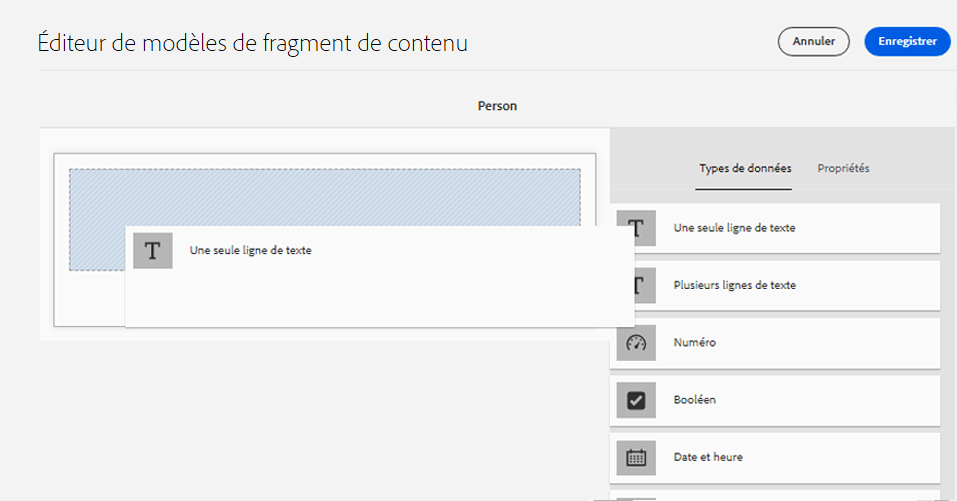 Éditeur de modèles de fragment de contenu
Annuler
Enregistrer
Person
Types de données
Propriétés
Une seule ligne de texte
Une seule ligne de texte
Plusieurs lignes de texte
Numéro
Booléen
Date et heure